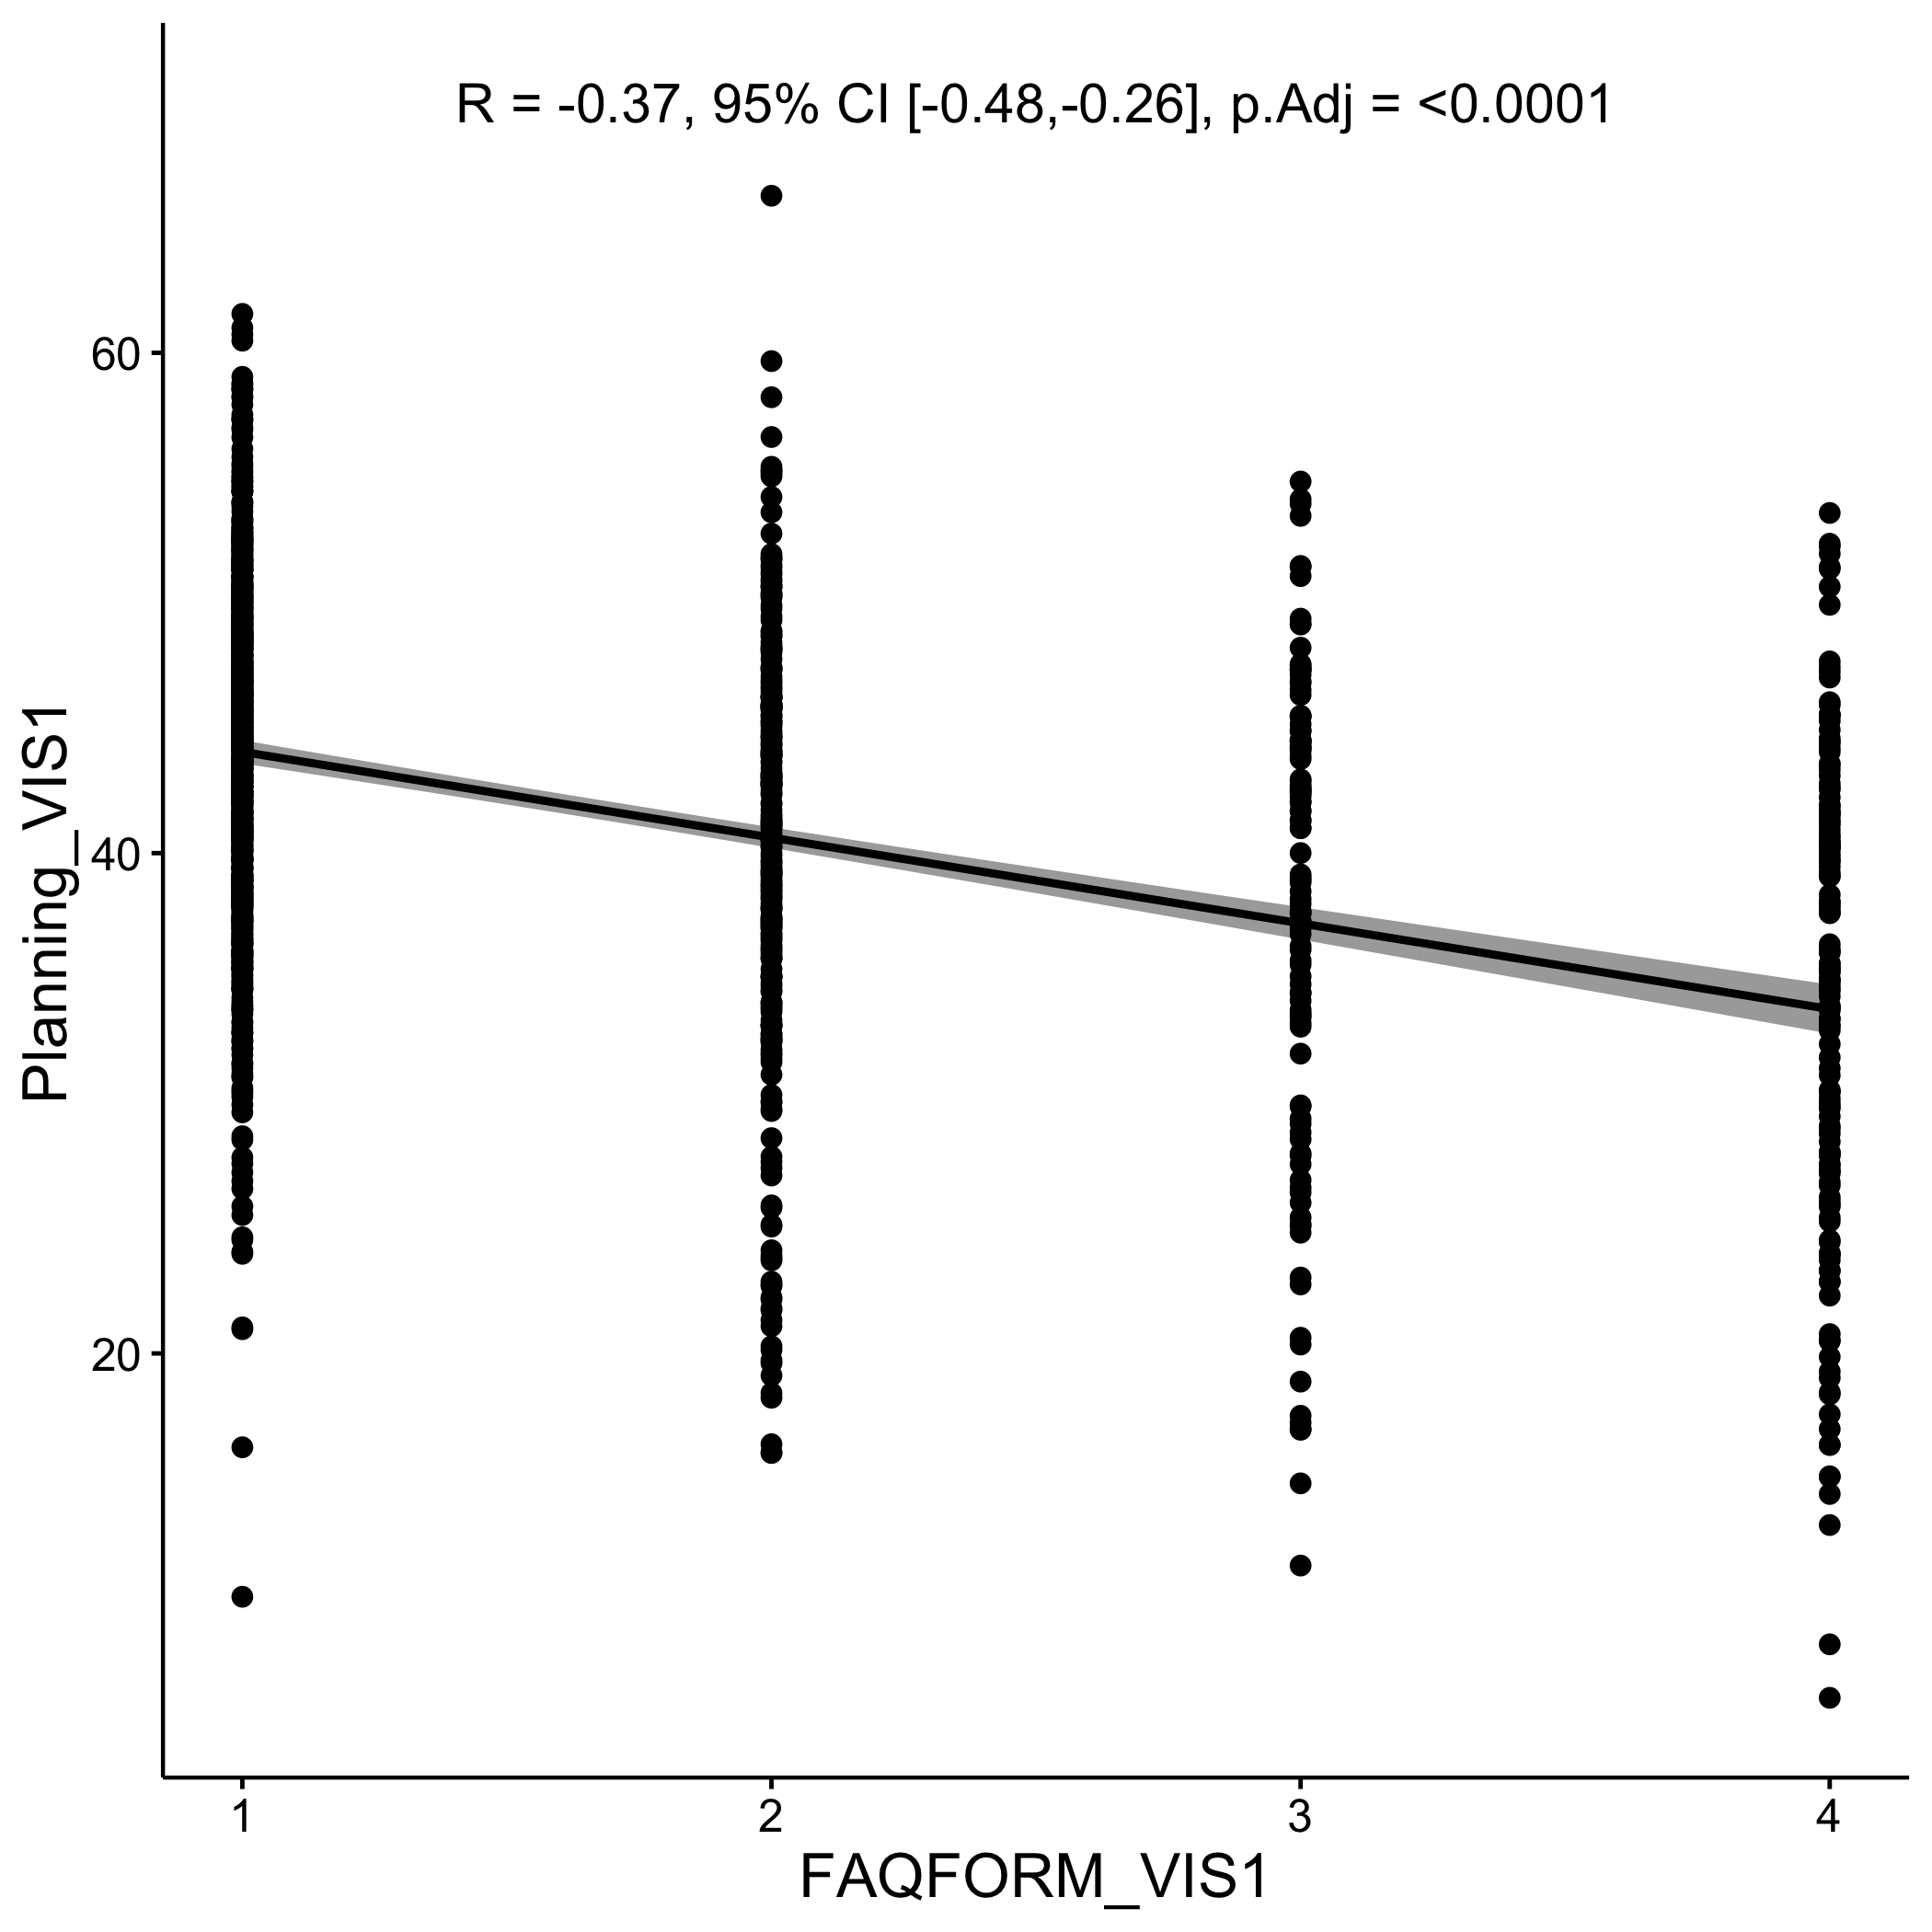 R = -0.37, 95% CI [-0.48,-0.26], p.Adj = <0.0001
Planning_VIS1
60
40
20
1 2 3 4
FAQFORM_VIS1